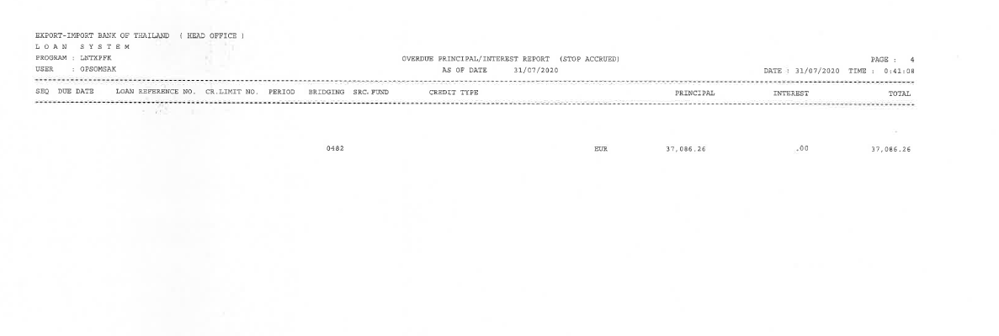 EXPORT-IMPORT BANK OF THAILAND ( HEAD OFFICE )
L O A N S Y S T E M
PROGRAM : LNTXPFK OVERDUE PRINCIPAL/INTEREST REPORT (STOP ACCRUED) PAGE : 4
USER : OPSOMSAK AS OF DATE 31/07/2020 DATE : 31/07/2020 TIME : 0:41:08
SEQ DUE DATE LOAN REFERENCE NO. CR.LIMIT NO. PERIOD BRIDGING SRC.FUND CREDIT TYPE PRINCIPAL INTEREST TOTAL
0482 EUR 37,086.26 .00 37,086.26